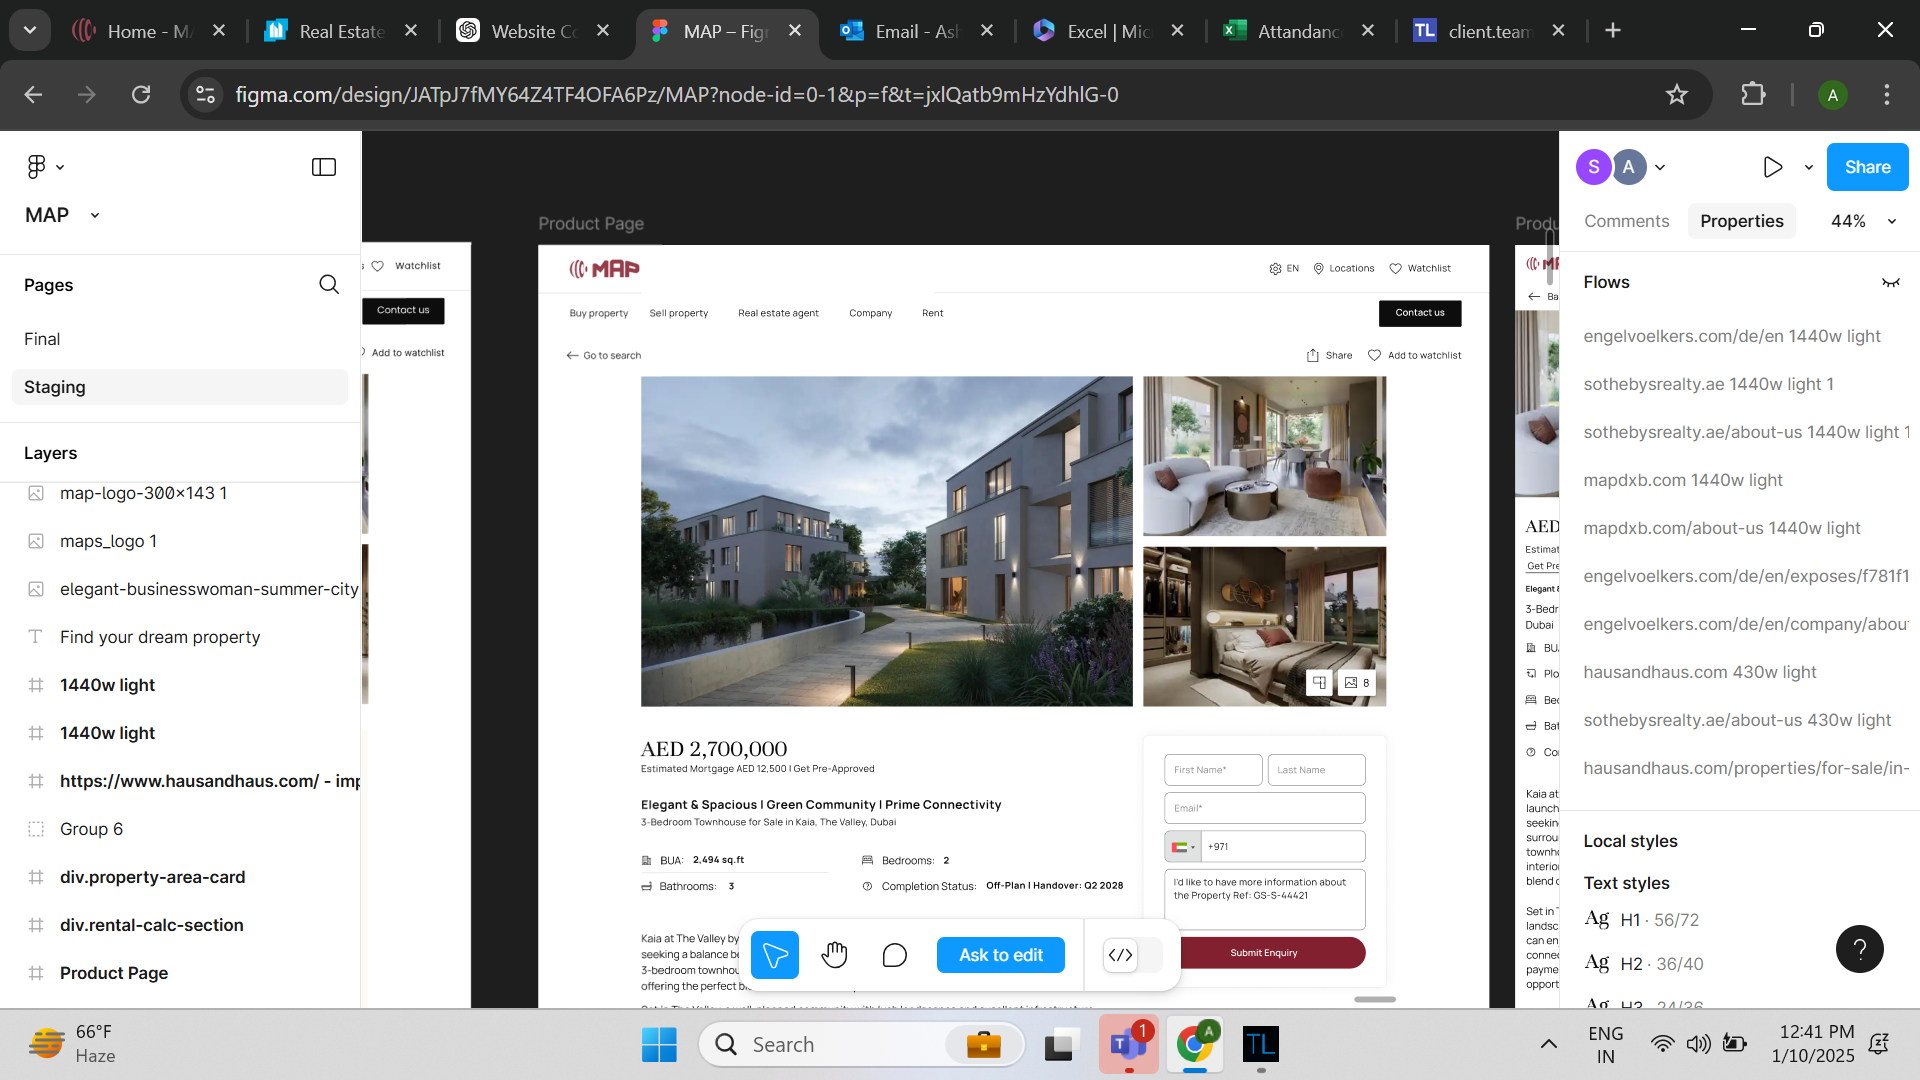 Home - MA
Real Estate
Website Co
MAP – Figm
Email - Ash
Excel | Mic
Attandanc
TL
client.team
figma.com/design/JATpJ7fMY64Z4TF4OFA6Pz/MAP?node-id=0-1&p=f&t=jxlQatb9mHzYdhlG-0
A
MAP
Pages
Final
Staging
Layers
map-logo-300×143 1
maps_logo 1
elegant-businesswoman-summer-city
Find your dream property
1440w light
1440w light
https://www.hausandhaus.com/ - imp
Group 6
div.property-area-card
div.rental-calc-section
Product Page
Watchlist
Contact us
Add to watchlist
Product Page
MAP
EN
Locations
Watchlist
Buy property
Sell property
Real estate agent
Company
Rent
Contact us
Go to search
Share
Add to watchlist
8
AED 2,700,000
Estimated Mortgage AED 12,500 | Get Pre-Approved
Elegant & Spacious | Green Community | Prime Connectivity
3-Bedroom Townhouse for Sale in Kaia, The Valley, Dubai
BUA: 2,494 sq.ft
Bedrooms: 2
Bathrooms: 3
Completion Status: Off-Plan | Handover: Q2 2028
Kaia at The Valley by
seeking a balance be
3-bedroom townhou
offering the perfect b
First Name*
Last Name
Email*
+971
I'd like to have more information about
the Property Ref: GS-S-44421
Submit Enquiry
Ask to edit
Produ
Ba
AED
Estimat
Get Pre
Elegant &
3-Bedr
Dubai
BU
Plo
Bec
Bat
Co
Kaia at
launch
seekin
surrou
townh
interio
blend o
Set in
landsc
can en
connec
payme
opport
S
A
Share
Comments
Properties
44%
Flows
engelvoelkers.com/de/en 1440w light
sothebysrealty.ae 1440w light 1
sothebysrealty.ae/about-us 1440w light 1
mapdxb.com 1440w light
mapdxb.com/about-us 1440w light
engelvoelkers.com/de/en/exposes/f781f1
engelvoelkers.com/de/en/company/about
hausandhaus.com 430w light
sothebysrealty.ae/about-us 430w light
hausandhaus.com/properties/for-sale/in-
Local styles
Text styles
Ag H1 · 56/72
Ag H2 · 36/40
Ag H3 · 24/36
?
66°F
Haze
Search
1
T
A
TL
ENG
IN
12:41 PM
1/10/2025